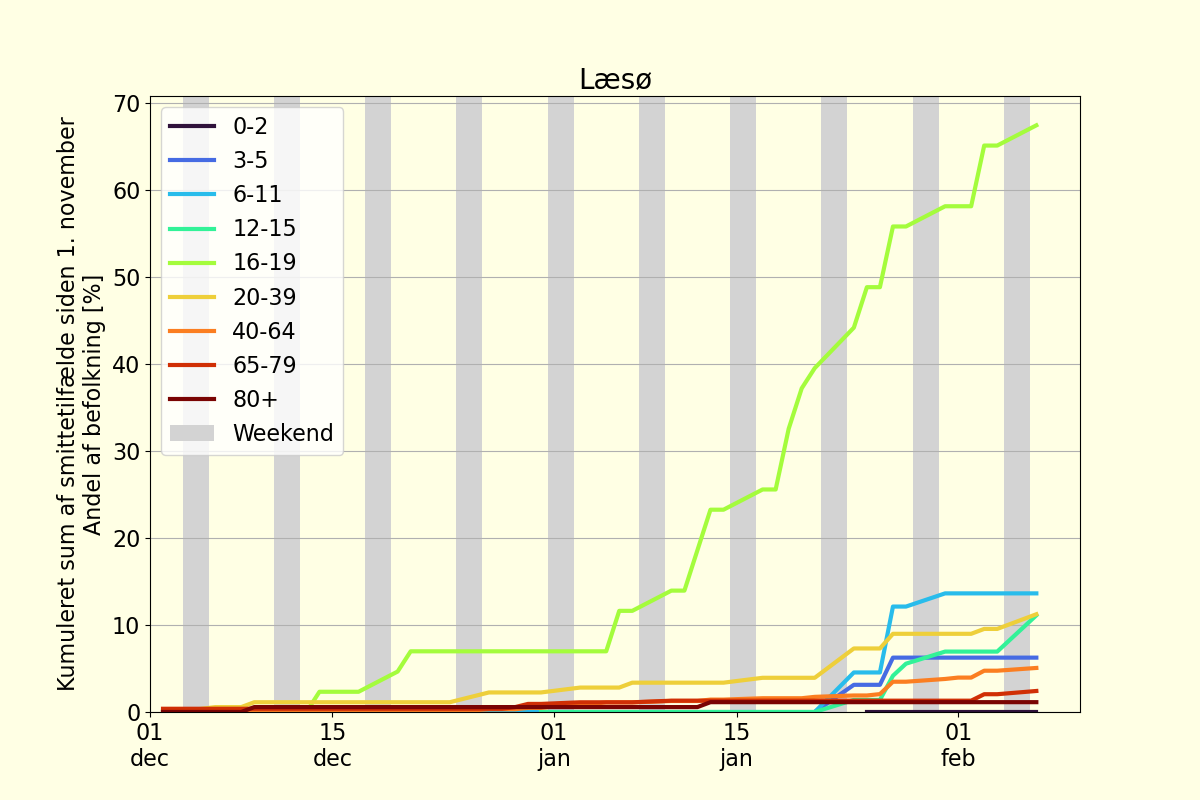 Læsø
Kumuleret sum af smittetilfælde siden 1. november
Andel af befolkning [%]
70
60
50
40
30
20
10
0
0-2
3-5
6-11
12-15
16-19
20-39
40-64
65-79
80+
Weekend
01 15 01 15 01
dec dec jan jan feb